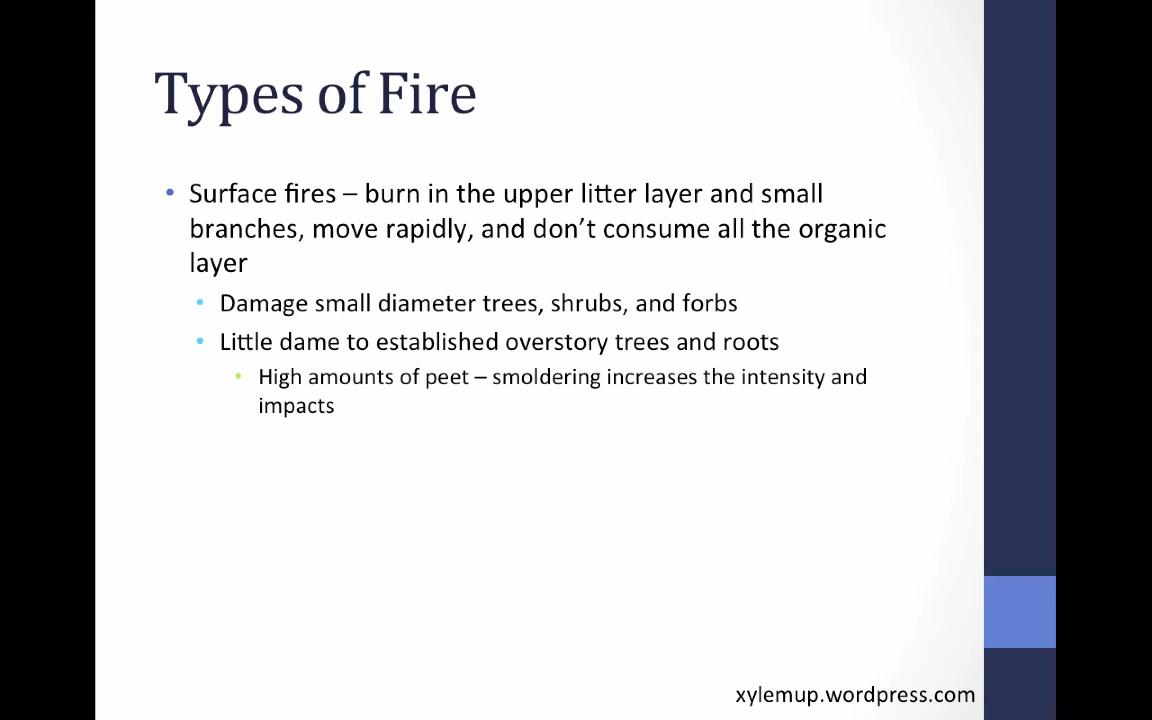 Types of Fire
• Surface fires – burn in the upper litter layer and small
branches, move rapidly, and don’t consume all the organic
layer
• Damage small diameter trees, shrubs, and forbs
• Little dame to established overstory trees and roots
• High amounts of peet – smoldering increases the intensity and
impacts
xylemup.wordpress.com